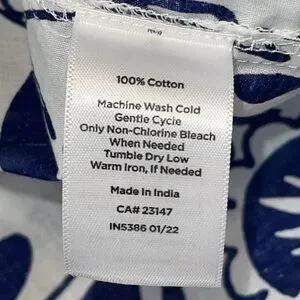 100% Cotton
Machine Wash Cold
Gentle Cycle
Only Non-Chlorine Bleach
When Needed
Tumble Dry Low
Warm Iron, If Needed
Made in India
CA# 23147
IN5386 01/22